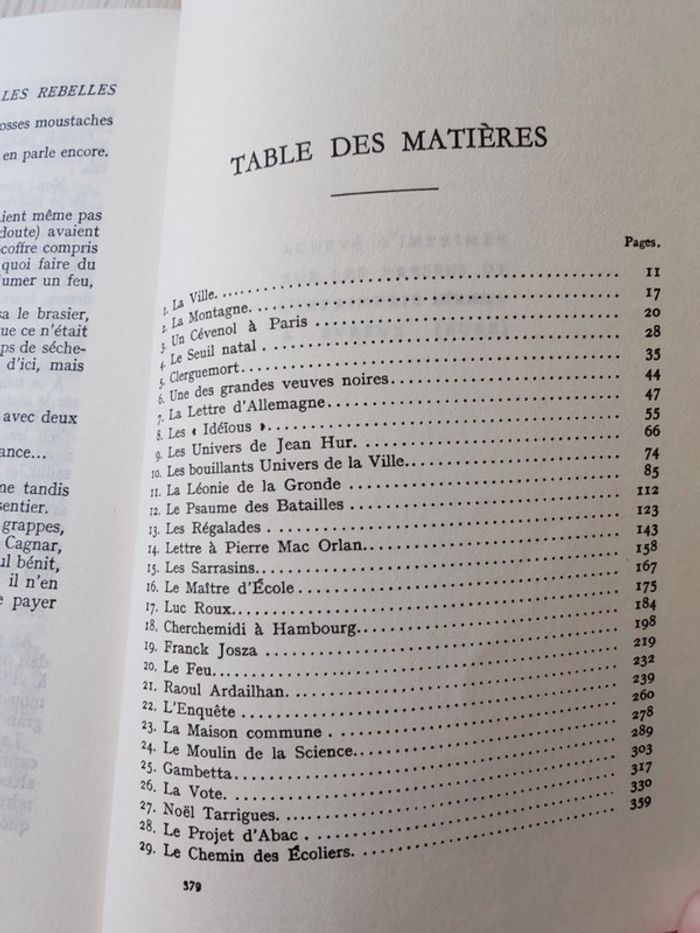 LES REBELLES
osses moustaches
en parle encore.
aient même pas
doute) avaient
coffre compris
quoi faire du
umer un feu,
sa le brasier,
ue ce n'était
ps de séche-
d'ici, mais
avec deux
ance...
ne tandis
sentier.
grappes,
Cagnar,
ul bénit,
il n'en
e payer
TABLE DES MATIÈRES
Pages.
1. La Ville. 11
2. La Montagne. 17
3. Un Cévenol à Paris 20
4. Le Seuil natal 28
5. Clerguemort 35
6. Une des grandes veuves noires. 44
7. La Lettre d'Allemagne 47
8. Les « Idéïous ». 55
9. Les Univers de Jean Hur. 66
10. Les bouillants Univers de la Ville. 74
11. La Léonie de la Gronde 85
12. Le Psaume des Batailles 112
13. Les Régalades 123
14. Lettre à Pierre Mac Orlan. 143
15. Les Sarrasins. 158
16. Le Maître d'École 167
17. Luc Roux. 175
18. Cherchemidi à Hambourg. 184
19. Franck Josza 198
20. Le Feu. 219
21. Raoul Ardailhan. 232
22. L'Enquête 239
23. La Maison commune 260
24. Le Moulin de la Science. 278
25. Gambetta. 289
26. La Vote. 303
27. Noël Tarrigues. 317
28. Le Projet d'Abac 330
29. Le Chemin des Écoliers. 359
379